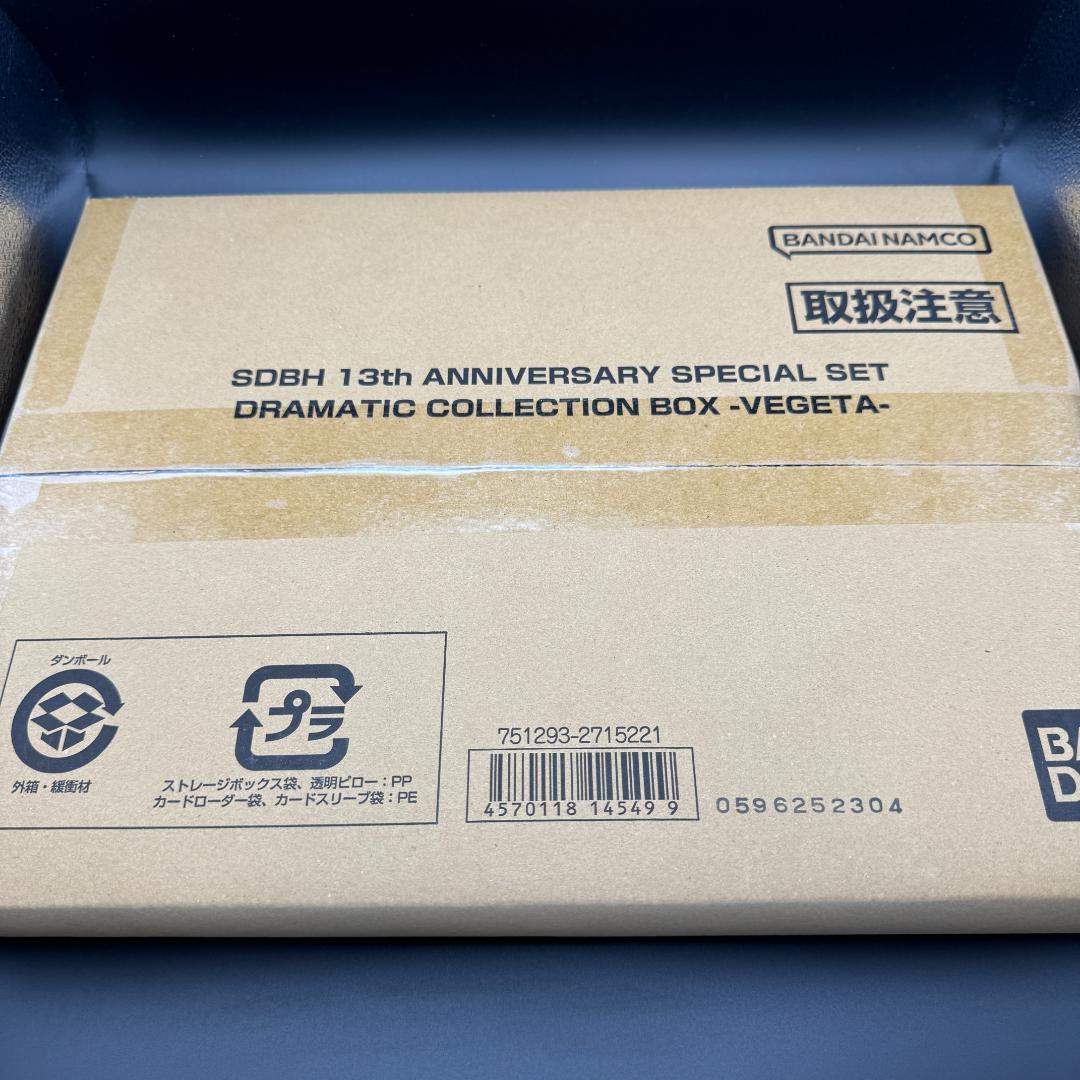 BANDAI NAMCO
取扱注意
SDBH 13th ANNIVERSARY SPECIAL SET
DRAMATIC COLLECTION BOX -VEGETA-
ダンボール
外箱・緩衝材
プラ
ストレージボックス袋、透明ピロー：PP
カードローダー袋、カードスリーブ袋：PE
751293-2715221
4570118 14549 9
0596252304